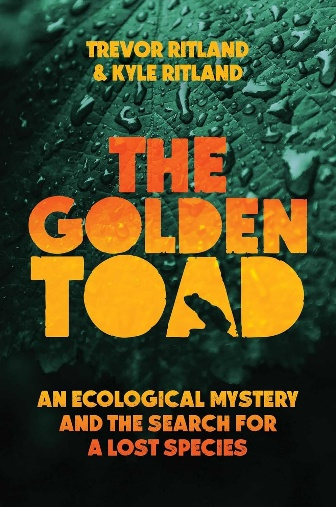 TREVOR RITLAND
& KYLE RITLAND
THE
GOLDEN
TOAD
AN ECOLOGICAL MYSTERY
AND THE SEARCH FOR
A LOST SPECIES